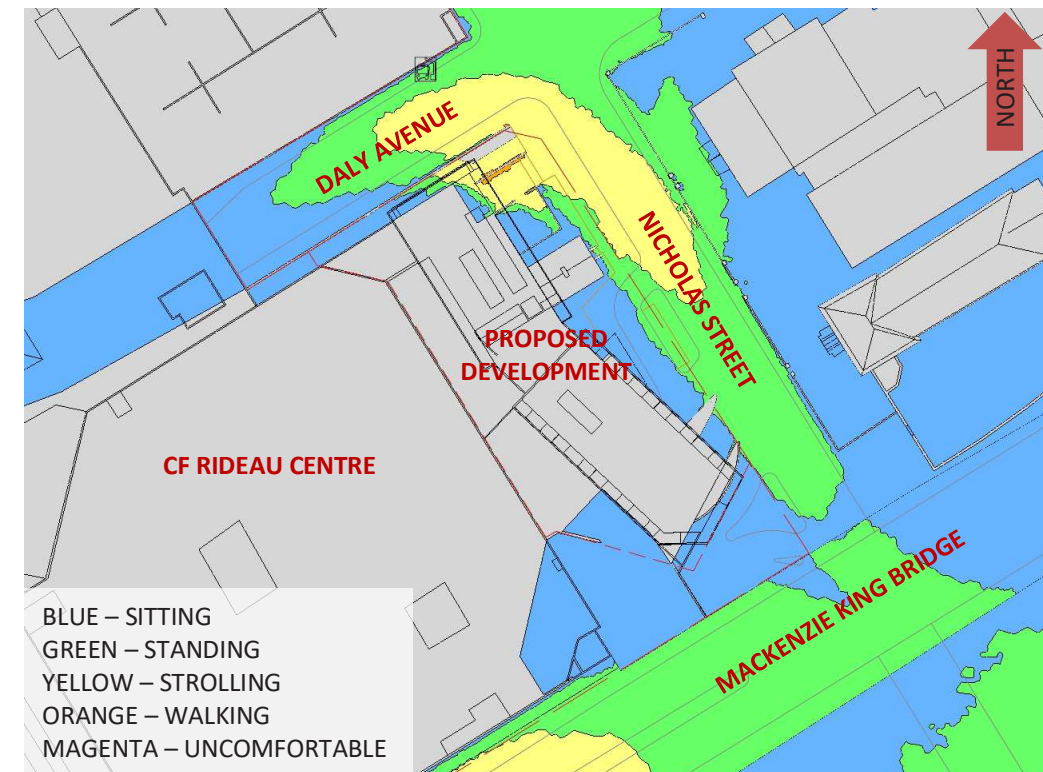 NORTH
DALY AVENUE
NICHOLAS STREET
PROPOSED
DEVELOPMENT
CF RIDEAU CENTRE
MACKENZIE KING BRIDGE
BLUE – SITTING
GREEN – STANDING
YELLOW – STROLLING
ORANGE – WALKING
MAGENTA – UNCOMFORTABLE